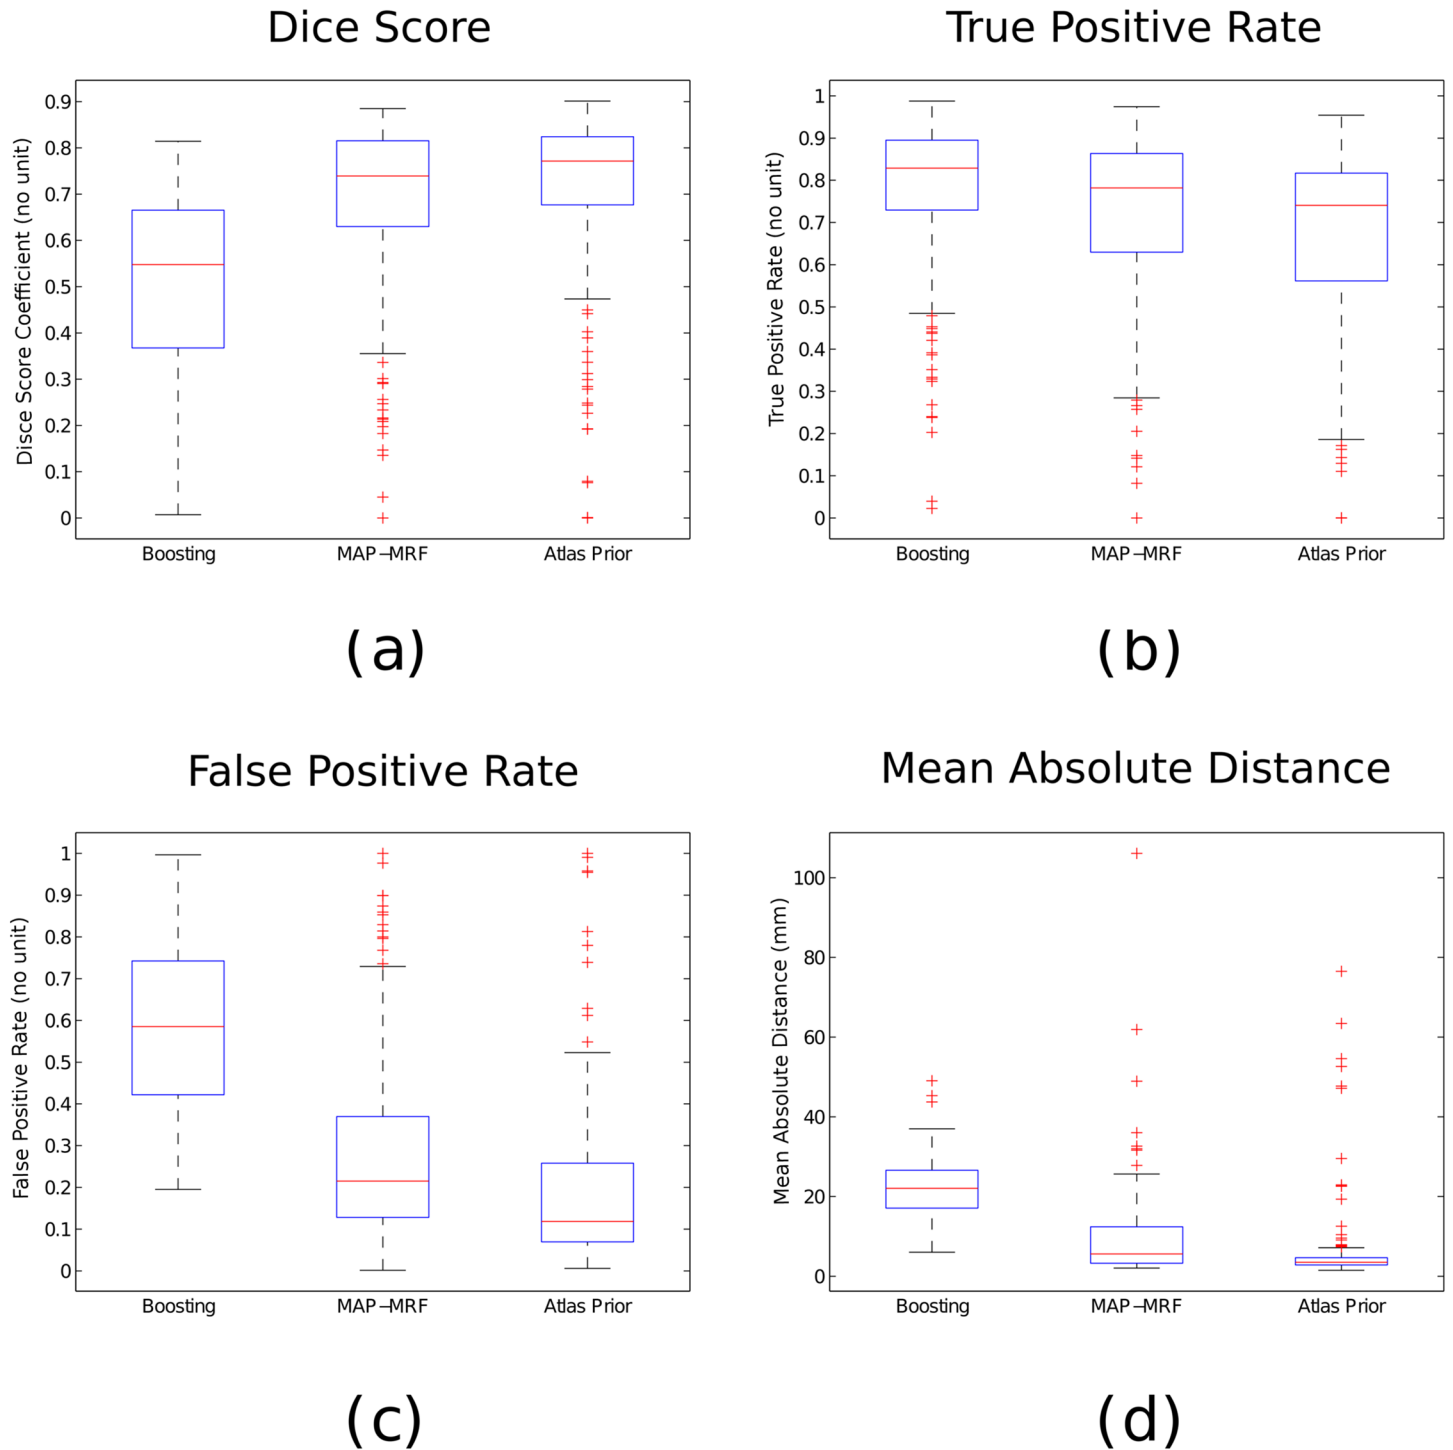 Dice Score
Disce Score Coefficient (no unit)
0.9
0.8
0.7
0.6
0.5
0.4
0.3
0.2
0.1
0
Boosting MAP−MRF Atlas Prior
(a)
True Positive Rate
True Positive Rate (no unit)
1
0.9
0.8
0.7
0.6
0.5
0.4
0.3
0.2
0.1
0
Boosting MAP−MRF Atlas Prior
(b)
False Positive Rate
False Positive Rate (no unit)
1
0.9
0.8
0.7
0.6
0.5
0.4
0.3
0.2
0.1
0
Boosting MAP−MRF Atlas Prior
(c)
Mean Absolute Distance
Mean Absolute Distance (mm)
100
80
60
40
20
0
Boosting MAP−MRF Atlas Prior
(d)